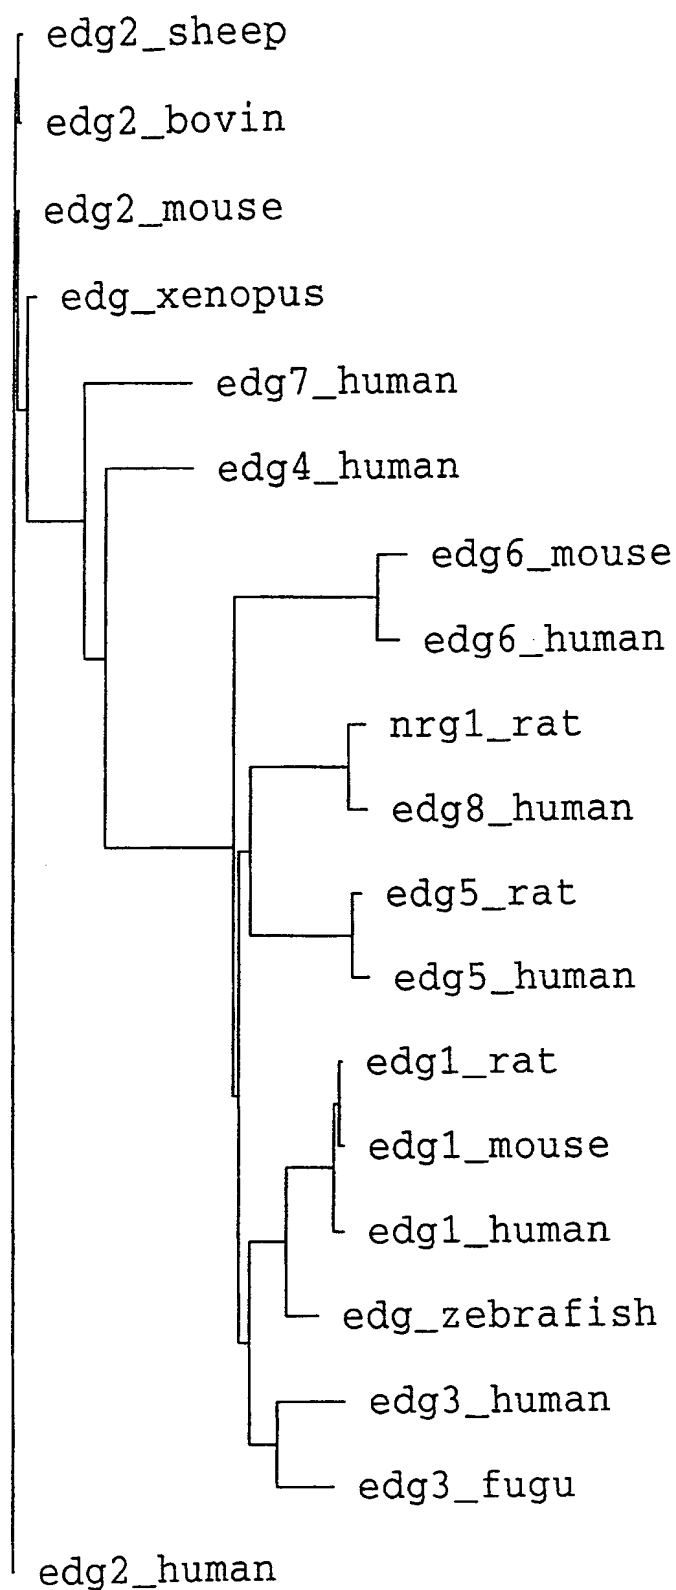 edg2_sheep
edg2_bovin
edg2_mouse
edg_xenopus
edg7_human
edg4_human
edg6_mouse
edg6_human
nrg1_rat
edg8_human
edg5_rat
edg5_human
edg1_rat
edg1_mouse
edg1_human
edg_zebrafish
edg3_human
edg3_fugu
edg2_human